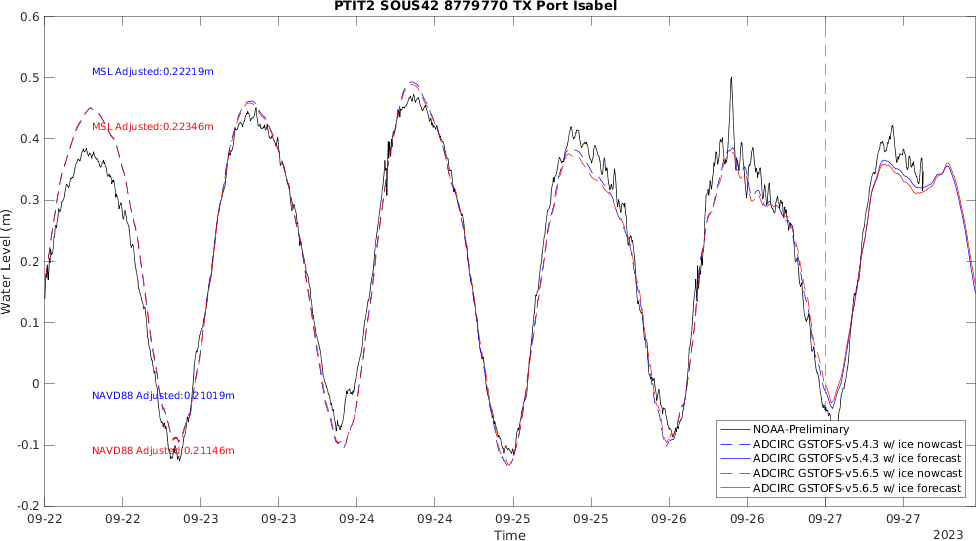 PTIT2 SOUS42 8779770 TX Port Isabel
0.6
0.5
0.4
0.3
0.2
0.1
0
-0.1
-0.2
Water Level (m)
MSL Adjusted:0.22219m
MSL Adjusted:0.22346m
NAVD88 Adjusted:0.21019m
NAVD88 Adjusted:0.21146m
NOAA-Preliminary
ADCIRC GSTOFS-v5.4.3 w/ ice nowcast
ADCIRC GSTOFS-v5.4.3 w/ ice forecast
ADCIRC GSTOFS-v5.6.5 w/ ice nowcast
ADCIRC GSTOFS-v5.6.5 w/ ice forecast
09-22 09-22 09-23 09-23 09-24 09-24 09-25 09-25 09-26 09-26 09-27 09-27
Time
2023